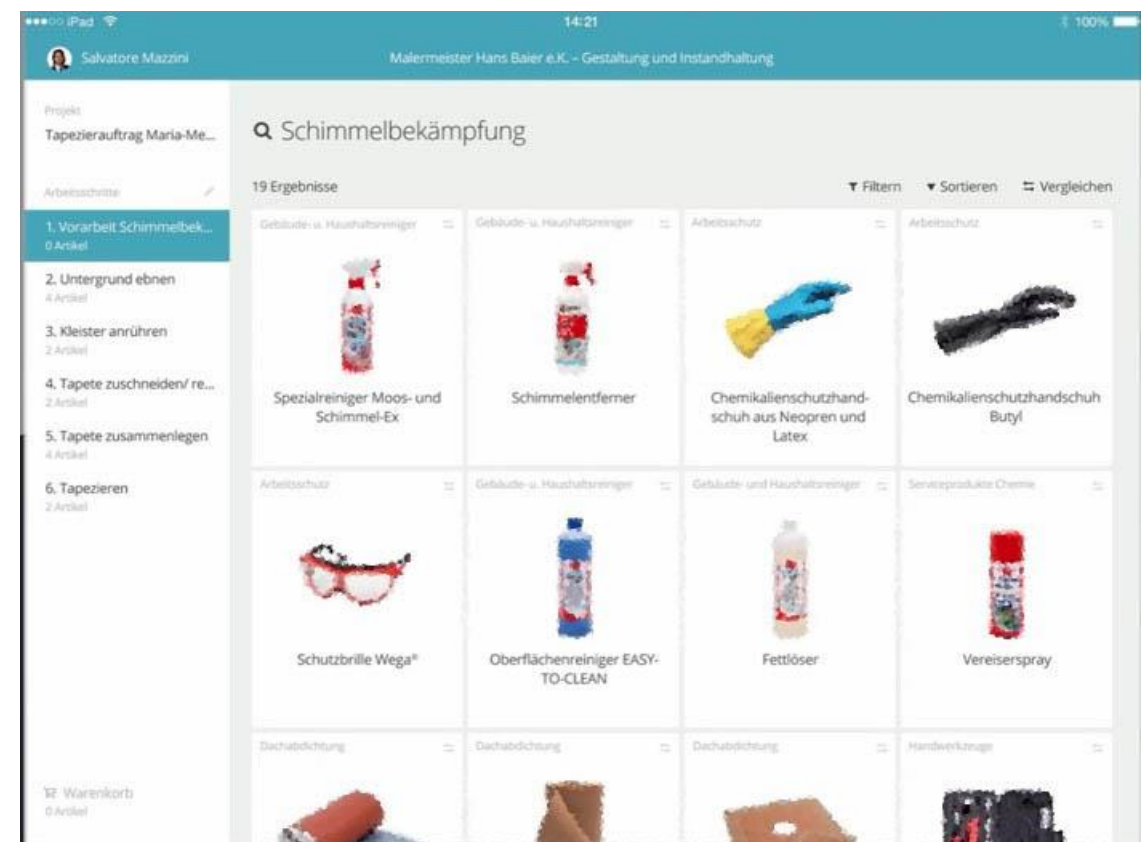 iPad
14:21
100%
Salvatore Mazzini
Malermeister Hans Baier e.K. – Gestaltung und Instandhaltung
Projekt
Tapezierauftrag Maria-Me...
Arbeitsschritte
1. Vorarbeit Schimmelbek...
0 Artikel
2. Untergrund ebnen
4 Artikel
3. Kleister anrühren
2 Artikel
4. Tapete zuschneiden/ re...
2 Artikel
5. Tapete zusammenlegen
4 Artikel
6. Tapezieren
2 Artikel
Warenkorb
0 Artikel
Schimmelbekämpfung
19 Ergebnisse
Filtern
Sortieren
Vergleichen
Gebäude- u. Haushaltsreiniger
Spezialreiniger Moos- und
Schimmel-Ex
Gebäude- u. Haushaltsreiniger
Schimmelentferner
Arbeitsschutz
Chemikalienschutzhand-
schuh aus Neopren und
Latex
Arbeitsschutz
Chemikalienschutzhandschuh
Butyl
Arbeitsschutz
Schutzbrille Wega®
Gebäude- u. Haushaltsreiniger
Oberflächenreiniger EASY-
TO-CLEAN
Gebäude- und Haushaltsreiniger
Fettlöser
Serviceprodukte Chemie
Vereiserspray
Dachabdichtung
Dachabdichtung
Dachabdichtung
Handwerkzeuge